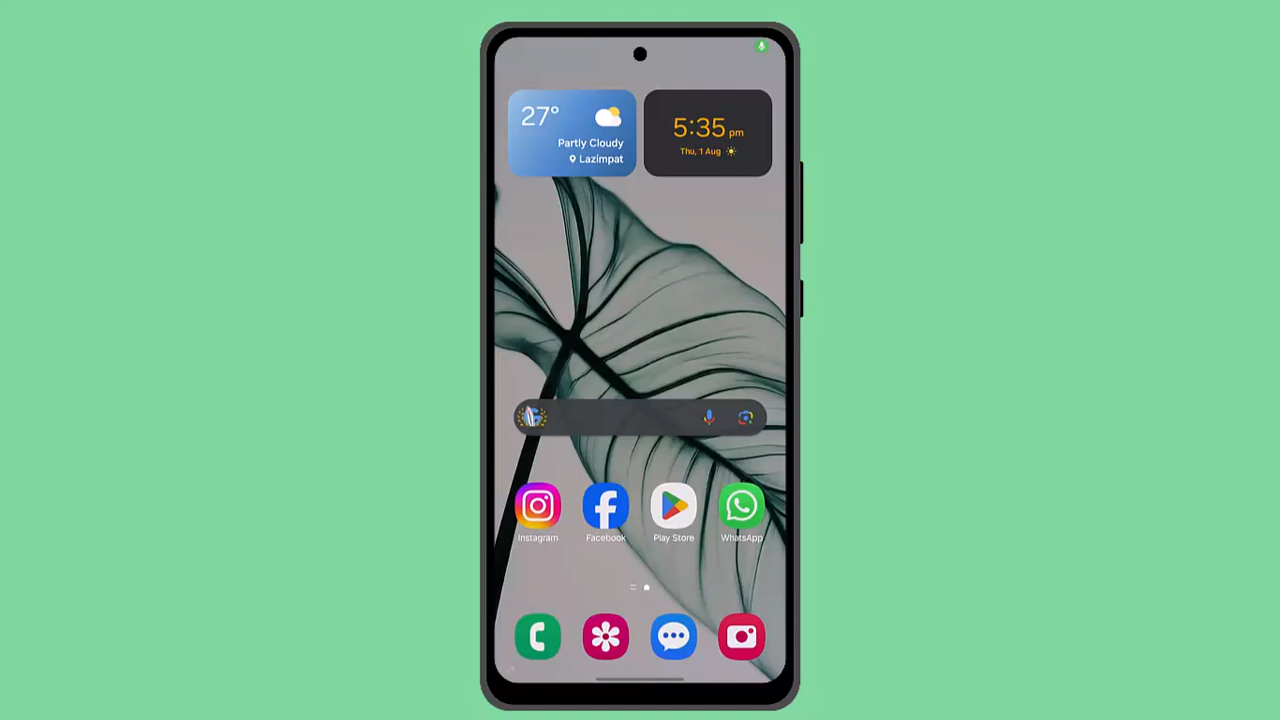 27°
Partly Cloudy
Lazimpat
5:35 pm
Thu, 1 Aug
Instagram
Facebook
Play Store
WhatsApp